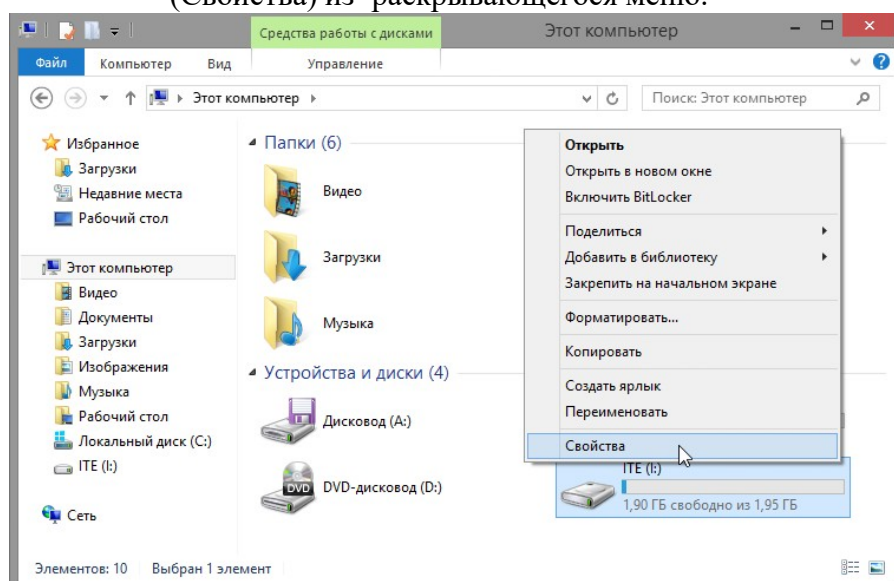 (Свойства) из раскрывающегося меню.
Средства работы с дисками
Этот компьютер
Файл
Компьютер
Вид
Управление
Этот компьютер
Поиск: Этот компьютер
Избранное
Загрузки
Недавние места
Рабочий стол
Этот компьютер
Видео
Документы
Загрузки
Изображения
Музыка
Рабочий стол
Локальный диск (C:)
ITE (I:)
Сеть
Папки (6)
Видео
Загрузки
Музыка
Устройства и диски (4)
Дисковод (A:)
DVD
DVD-дисковод (D:)
Открыть
Открыть в новом окне
Включить BitLocker
Поделиться
Добавить в библиотеку
Закрепить на начальном экране
Форматировать...
Копировать
Создать ярлык
Переименовать
Свойства
ITE (I:)
1,90 ГБ свободно из 1,95 ГБ
Элементов: 10
Выбран 1 элемент